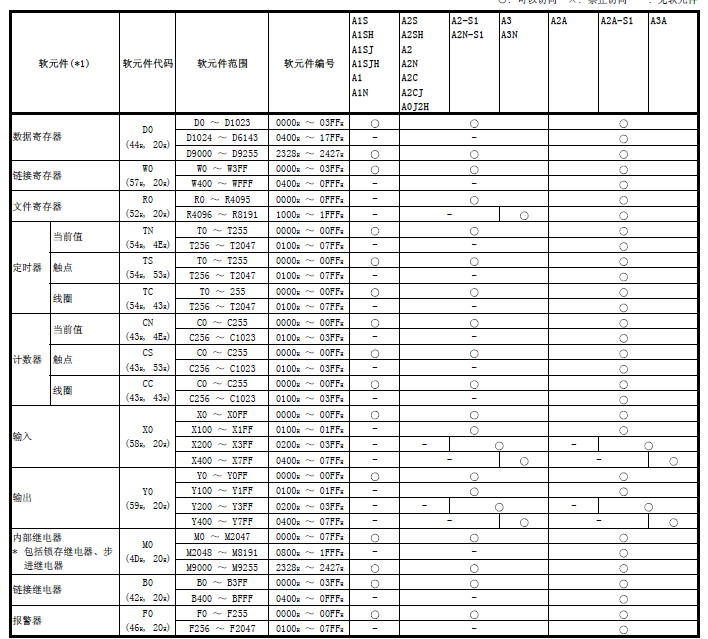 ○: 可以访问 ×: 禁止访问 -: 无软元件
软元件(*1) 软元件代码 软元件范围 软元件编号
A1S
A1SH
A1SJ
A1SJH
A1
A1N
A2S
A2SH
A2
A2N
A2C
A2CJ
A0J2H
A2-S1
A2N-S1
A3
A3N
A2A
A2A-S1
A3A
数据寄存器
D0
(44H, 20H)
D0 ～ D1023 0000H ～ 03FFH ○ ○ ○
D1024 ～ D6143 0400H ～ 17FFH - - ○
D9000 ～ D9255 2328H ～ 2427H ○ ○ ○
链接寄存器
W0
(57H, 20H)
W0 ～ W3FF 0000H ～ 03FFH ○ ○ ○
W400 ～ WFFF 0400H ～ 0FFFH - - ○
文件寄存器
R0
(52H, 20H)
R0 ～ R4095 0000H ～ 0FFFH - ○ ○
R4096 ～ R8191 1000H ～ 1FFFH - - ○ ○
定时器
当前值
TN
(54H, 4EH)
T0 ～ T255 0000H ～ 00FFH ○ ○ ○
T256 ～ T2047 0100H ～ 07FFH - - ○
触点
TS
(54H, 53H)
T0 ～ T255 0000H ～ 00FFH ○ ○ ○
T256 ～ T2047 0100H ～ 07FFH - - ○
线圈
TC
(54H, 43H)
T0 ～ 255 0000H ～ 00FFH ○ ○ ○
T256 ～ T2047 0100H ～ 07FFH - - ○
计数器
当前值
CN
(43H, 4EH)
C0 ～ C255 0000H ～ 00FFH ○ ○ ○
C256 ～ C1023 0100H ～ 03FFH - - ○
触点
CS
(43H, 53H)
C0 ～ C255 0000H ～ 00FFH ○ ○ ○
C256 ～ C1023 0100H ～ 03FFH - - ○
线圈
CC
(43H, 43H)
C0 ～ C255 0000H ～ 00FFH ○ ○ ○
C256 ～ C1023 0100H ～ 03FFH - - ○
输入
X0
(58H, 20H)
X0 ～ X0FF 0000H ～ 00FFH ○ ○ ○
X100 ～ X1FF 0100H ～ 01FFH - ○ ○
X200 ～ X3FF 0200H ～ 03FFH - - ○ - ○
X400 ～ X7FF 0400H ～ 07FFH - - ○ - ○
输出
Y0
(59H, 20H)
Y0 ～ Y0FF 0000H ～ 00FFH ○ ○ ○
Y100 ～ Y1FF 0100H ～ 01FFH - ○ ○
Y200 ～ Y3FF 0200H ～ 03FFH - - ○ - ○
Y400 ～ Y7FF 0400H ～ 07FFH - - ○ - ○
内部继电器
* 包括锁存继电器、步
进继电器
M0
(4DH, 20H)
M0 ～ M2047 0000H ～ 07FFH ○ ○ ○
M2048 ～ M8191 0800H ～ 1FFFH - - ○
M9000 ～ M9255 2328H ～ 2427H ○ ○ ○
链接继电器
B0
(42H, 20H)
B0 ～ B3FF 0000H ～ 03FFH ○ ○ ○
B400 ～ BFFF 0400H ～ 0FFFH - - ○
报警器
F0
(46H, 20H)
F0 ～ F255 0000H ～ 00FFH ○ ○ ○
F256 ～ F2047 0100H ～ 07FFH - - ○